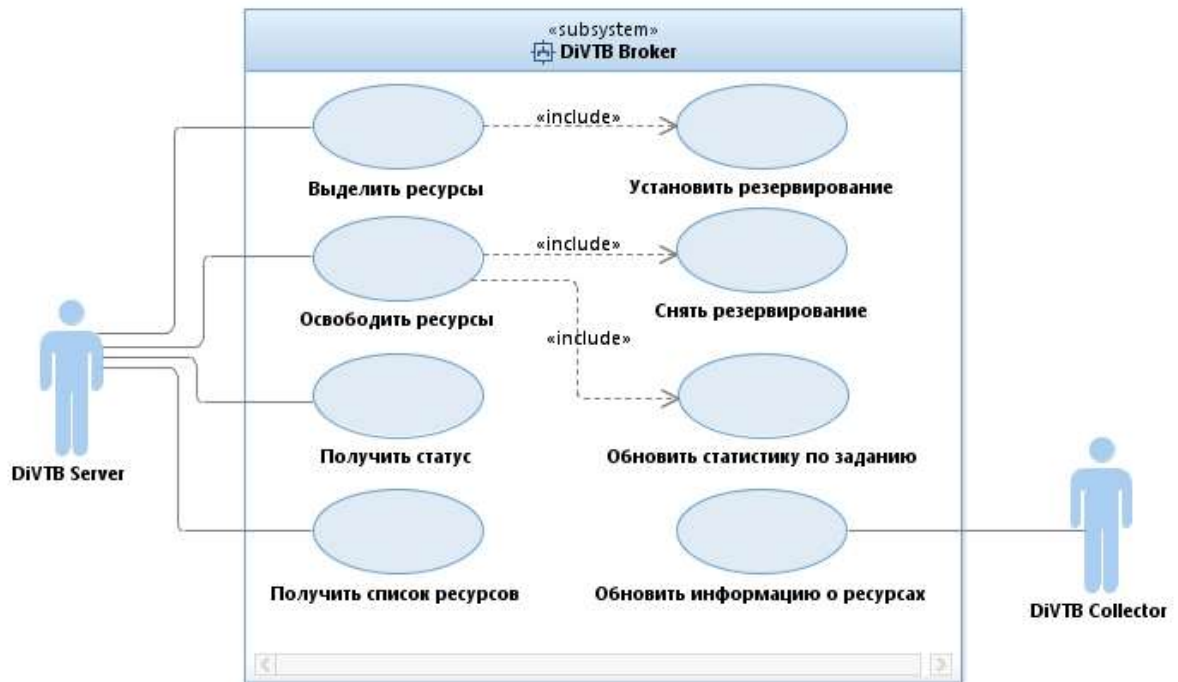 «subsystem»
DiVTB Broker
«include»
Выделить ресурсы
Установить резервирование
«include»
Освободить ресурсы
Снять резервирование
«include»
Получить статус
Обновить статистику по заданию
DiVTB Server
Получить список ресурсов
Обновить информацию о ресурсах
DiVTB Collector